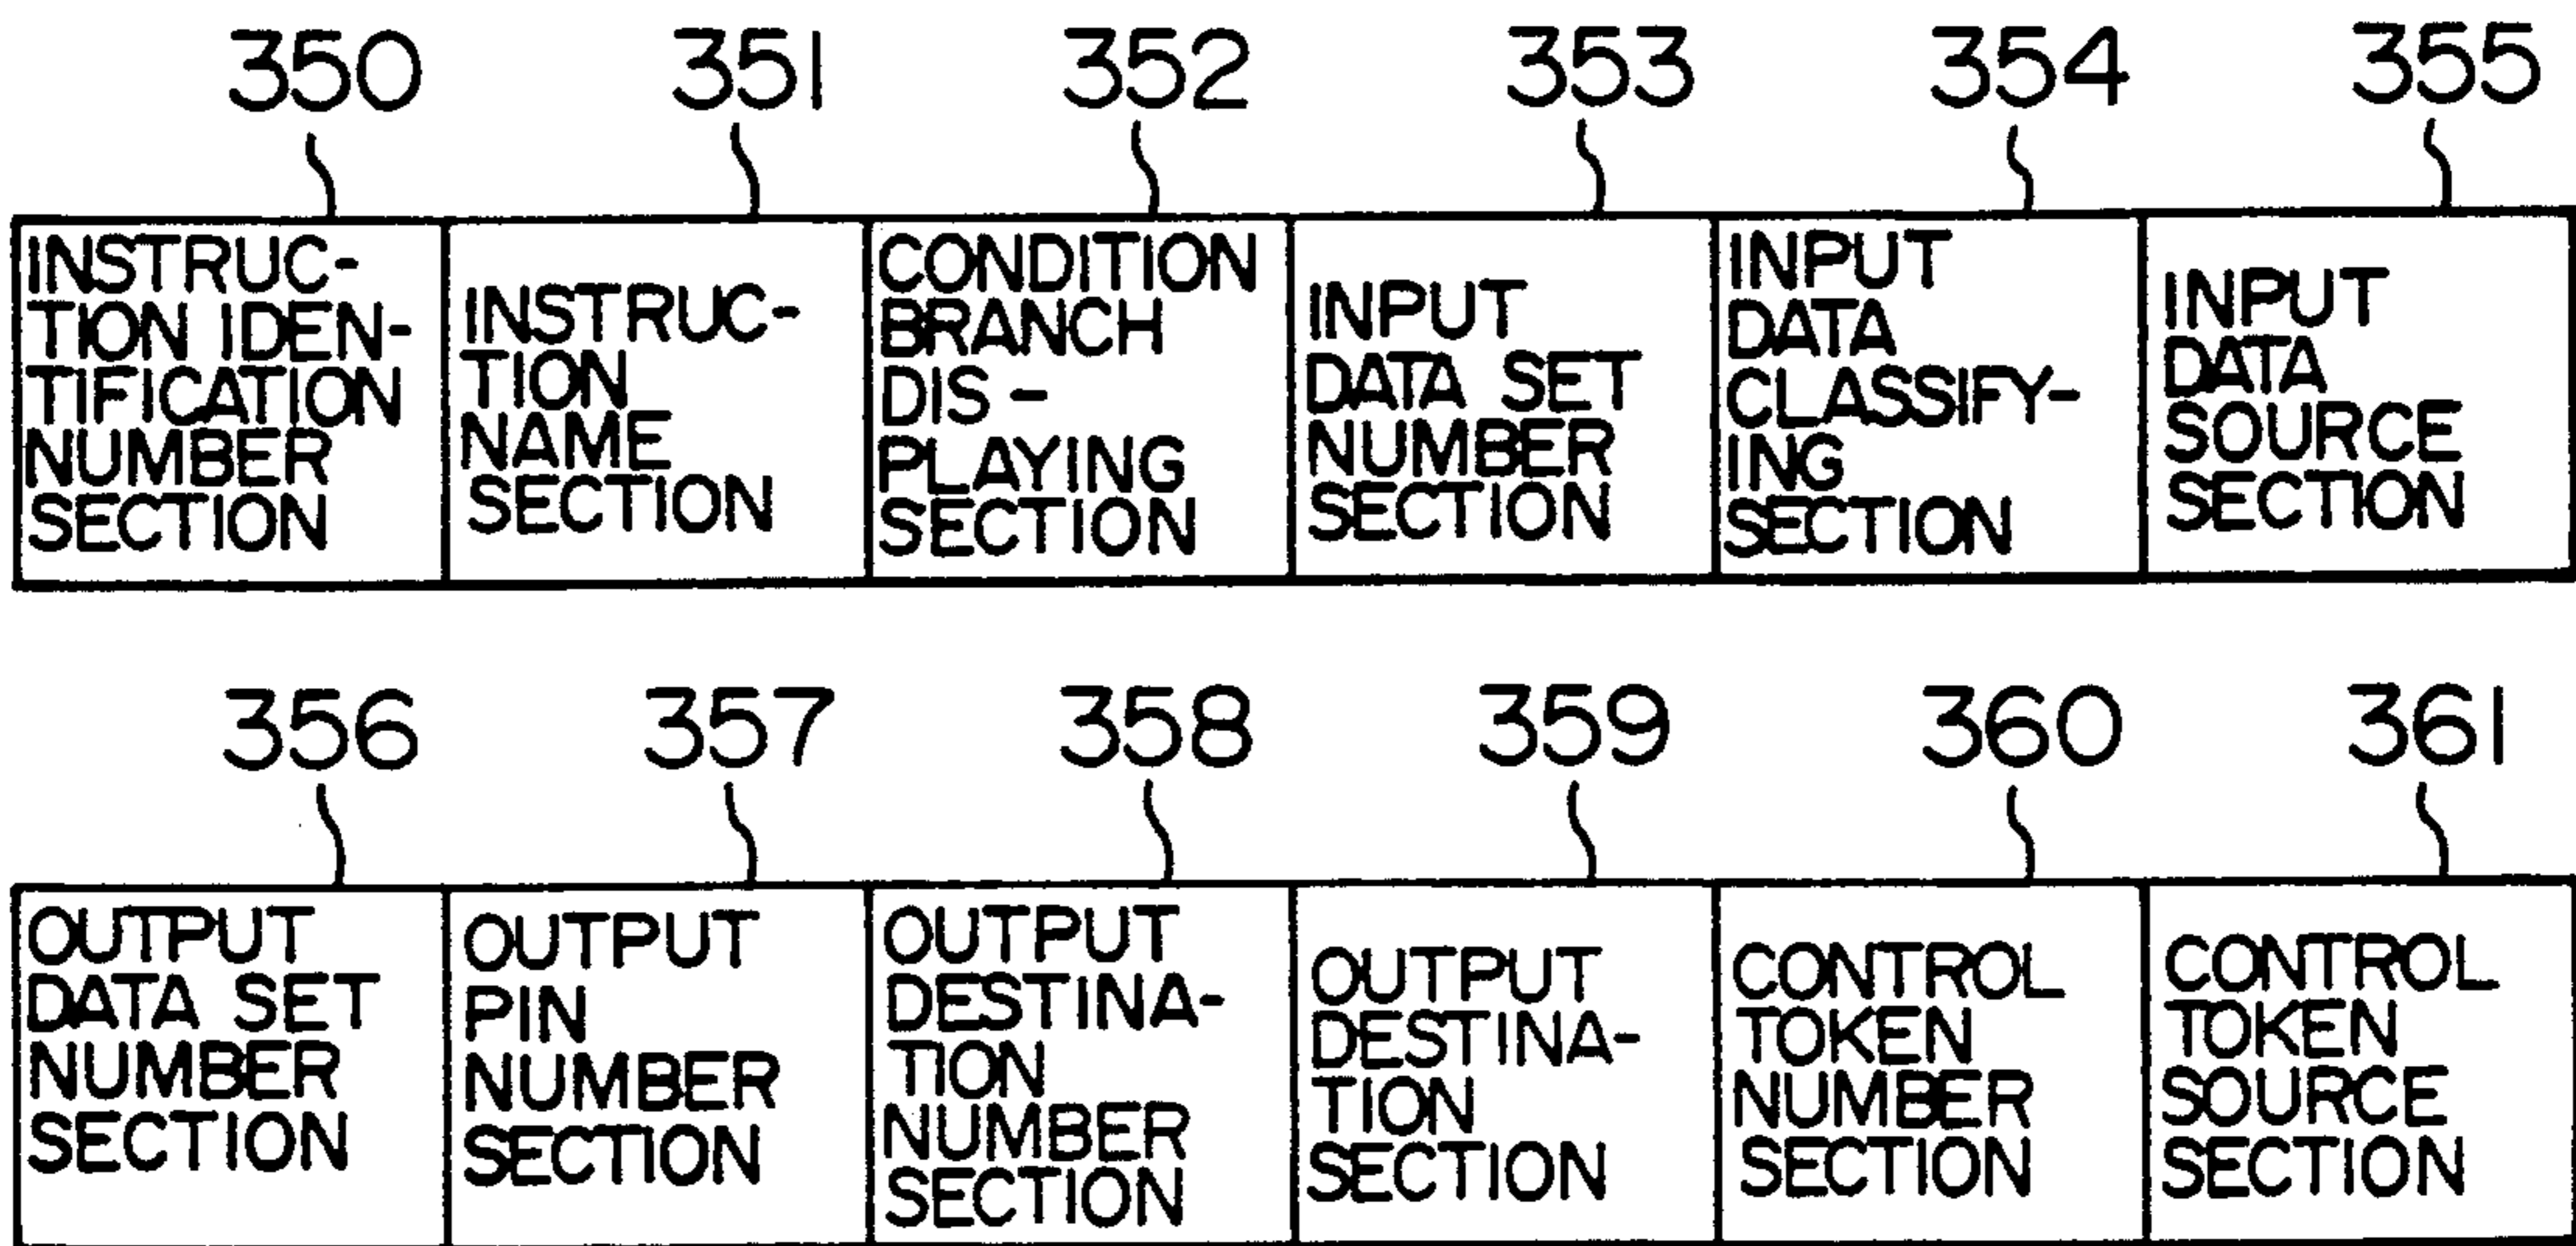 350 351 352 353 354 355
INSTRUC-
TION IDEN-
TIFICATION
NUMBER
SECTION
INSTRUC-
TION
NAME
SECTION
CONDITION
BRANCH
DIS-
PLAYING
SECTION
INPUT
DATA SET
NUMBER
SECTION
INPUT
DATA
CLASSIFY-
ING
SECTION
INPUT
DATA
SOURCE
SECTION
356 357 358 359 360 361
OUTPUT
DATA SET
NUMBER
SECTION
OUTPUT
PIN
NUMBER
SECTION
OUTPUT
DESTINA-
TION
NUMBER
SECTION
OUTPUT
DESTINA-
TION
SECTION
CONTROL
TOKEN
NUMBER
SECTION
CONTROL
TOKEN
SOURCE
SECTION